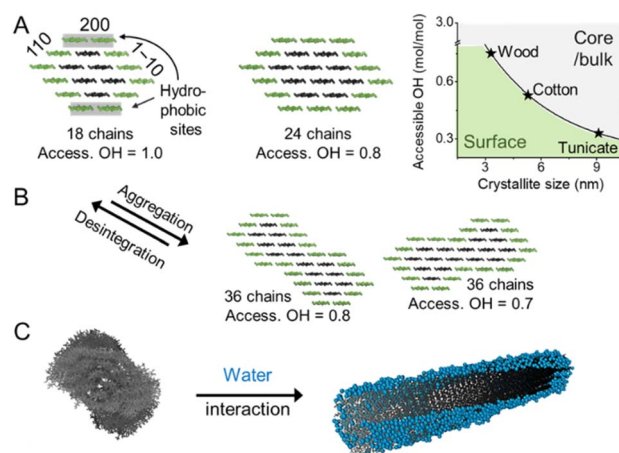 A
200
110
1~10
Hydro-
phobic
sites
18 chains
Access. OH = 1.0
24 chains
Access. OH = 0.8
Accessible OH (mol/mol)
3.0
0.6
0.3
Wood
Cotton
Tunicate
Core
/bulk
Surface
3
6
9
Crystallite size (nm)
B
Aggregation
Desintegration
36 chains
Access. OH = 0.8
36 chains
Access. OH = 0.7
C
Water
interaction